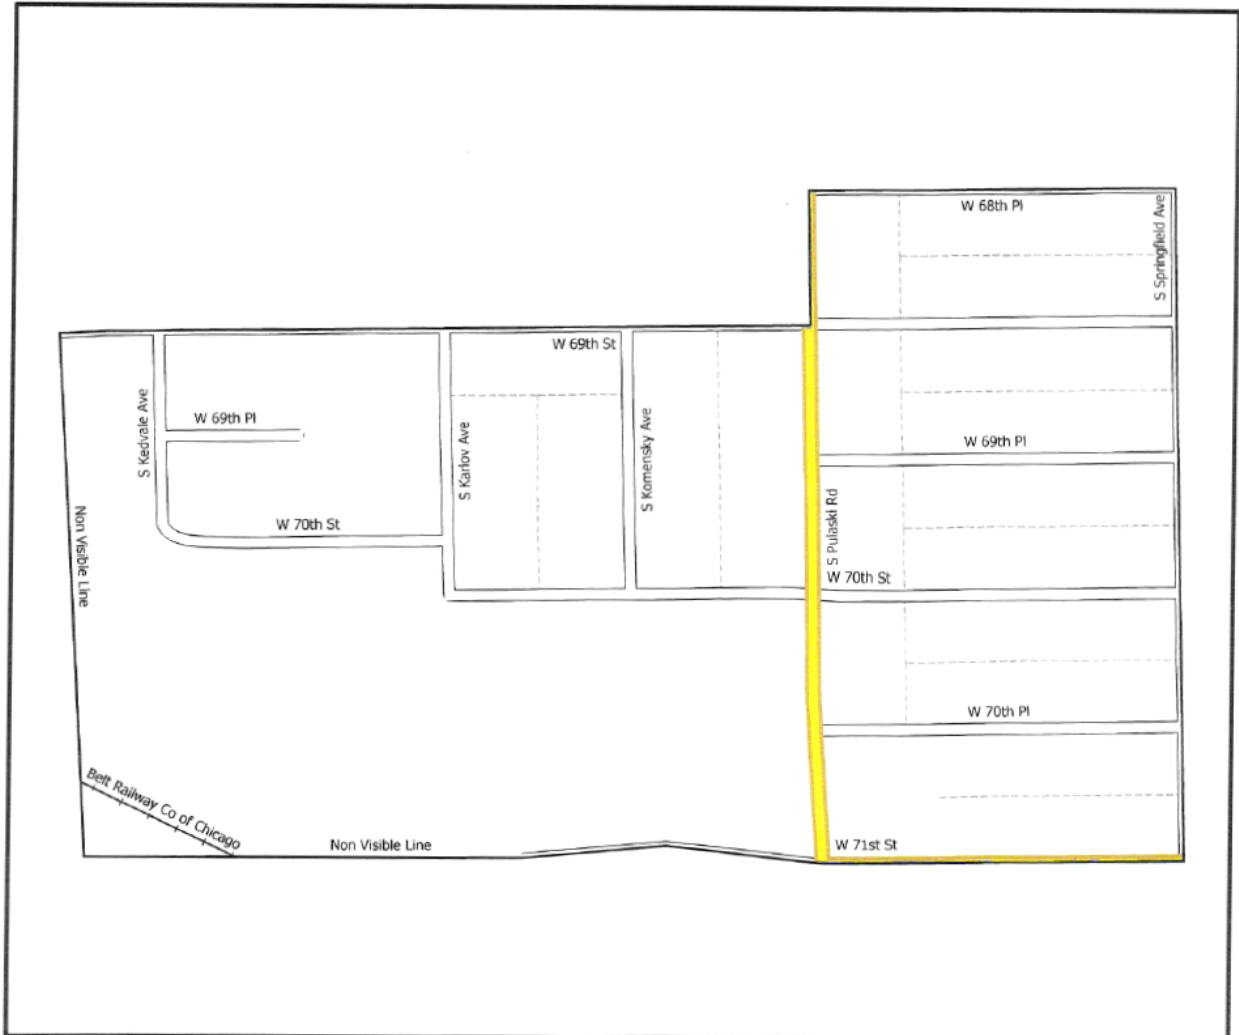 W 68th Pl
S Springfield Ave
W 69th St
S Kedvale Ave
W 69th Pl
S Karlov Ave
S Komensky Ave
W 69th Pl
S Pulaski Rd
Non Visible Line
W 70th St
W 70th St
W 70th Pl
Belt Railway Co of Chicago
Non Visible Line
W 71st St